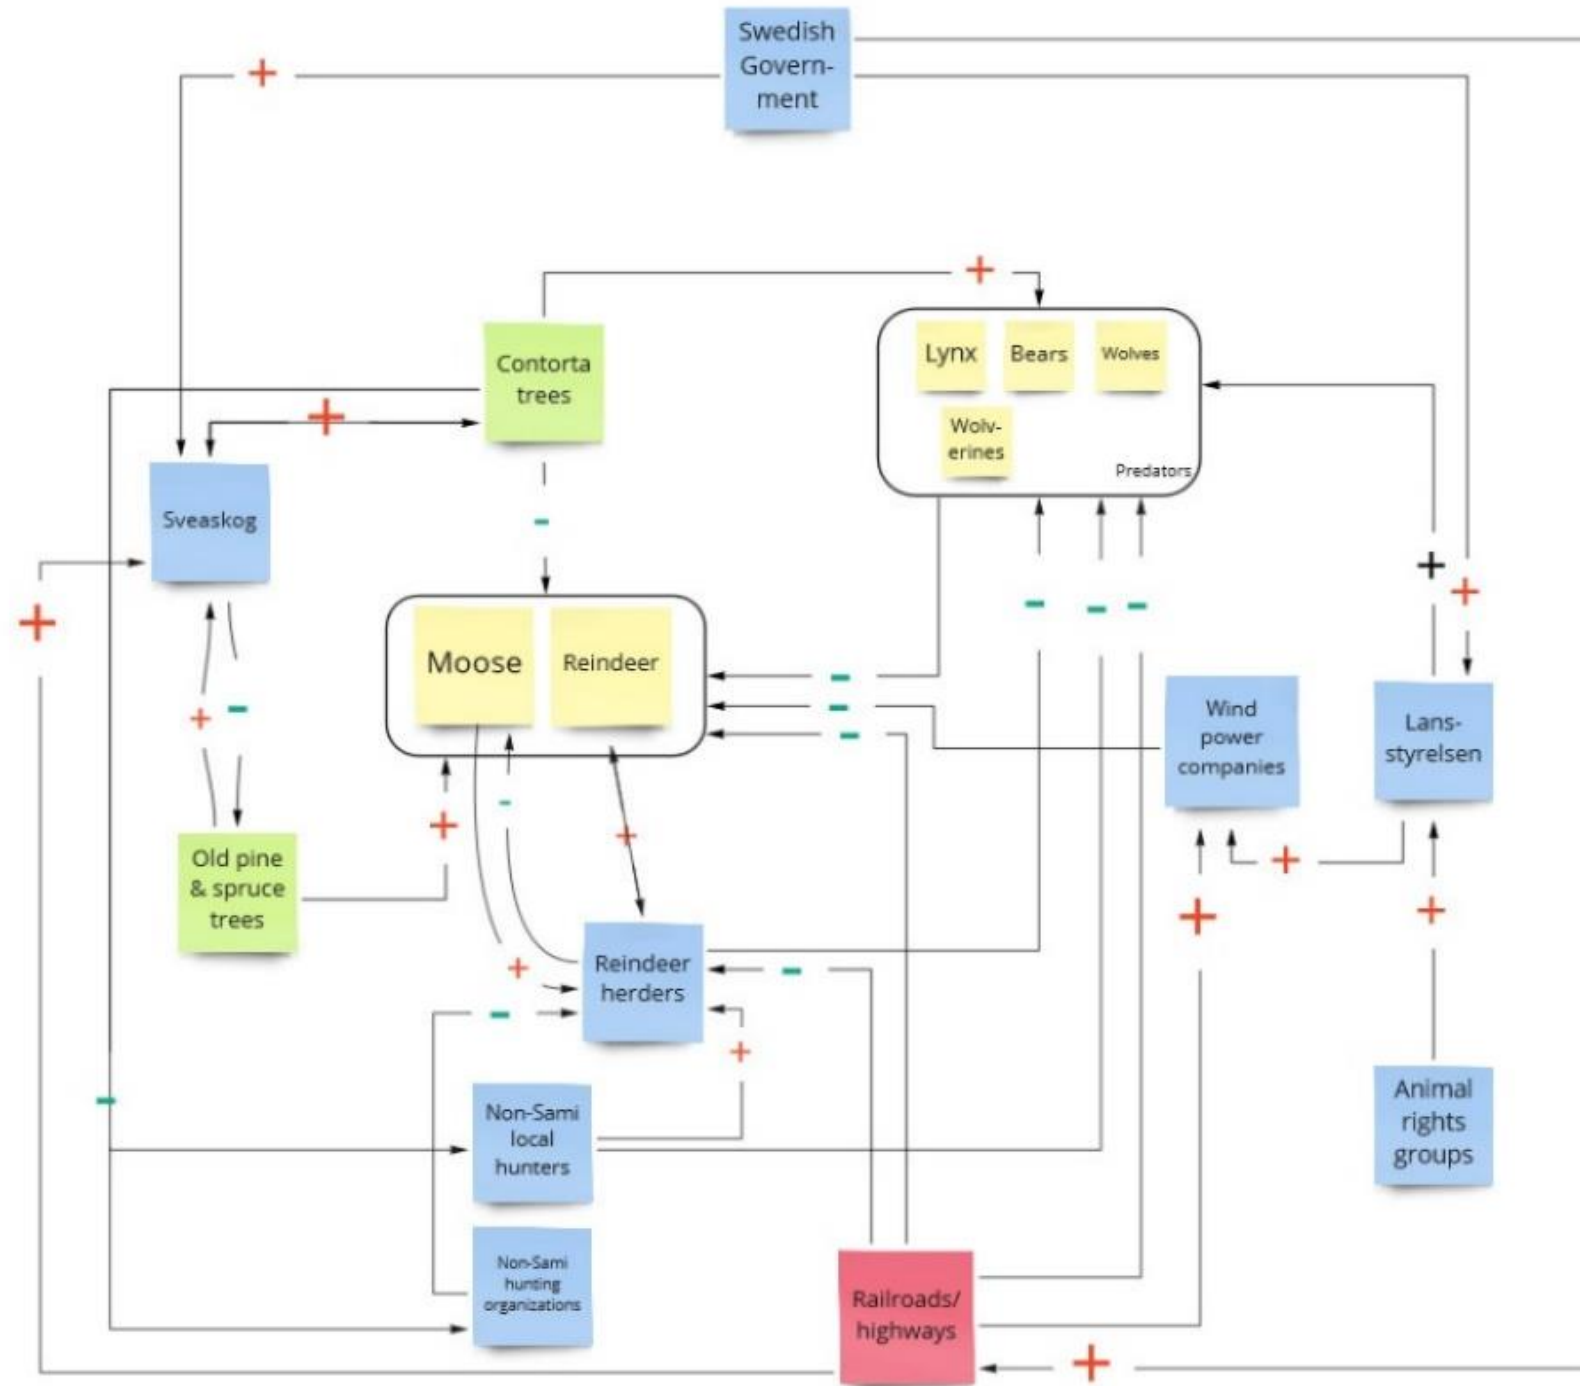 Swedish
Govern-
ment
+
+
Contorta
trees
Lynx
Bears
Wolves
Wolv-
erines
Predators
+
Sveaskog
-
+
+
+
Moose
Reindeer
-
-
-
-
-
-
Wind
power
companies
Lans-
styrelsen
+
-
Old pine
& spruce
trees
+
-
+
+
+
+
Reindeer
herders
+
-
-
+
Non-Sami
local
hunters
-
Animal
rights
groups
Non-Sami
hunting
organizations
Railroads/
highways
+